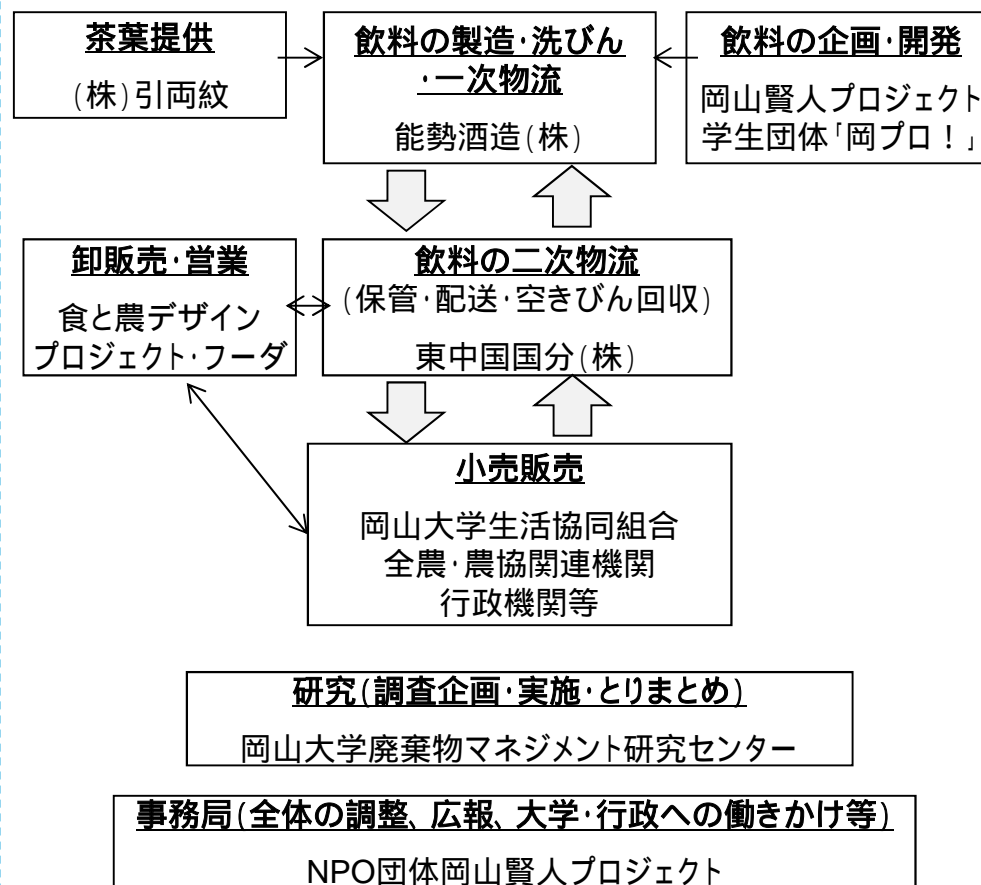 茶葉提供
(株)引両紋
飲料の製造･洗びん
･一次物流
能勢酒造(株)
飲料の企画･開発
岡山賢人プロジェクト
学生団体｢岡プロ！｣
卸販売･営業
食と農デザイン
プロジェクト･フーダ
飲料の二次物流
(保管･配送･空きびん回収)
東中国国分(株)
小売販売
岡山大学生活協同組合
全農･農協関連機関
行政機関等
研究(調査企画･実施･とりまとめ)
岡山大学廃棄物マネジメント研究センター
事務局(全体の調整、広報、大学･行政への働きかけ等)
NPO団体岡山賢人プロジェクト